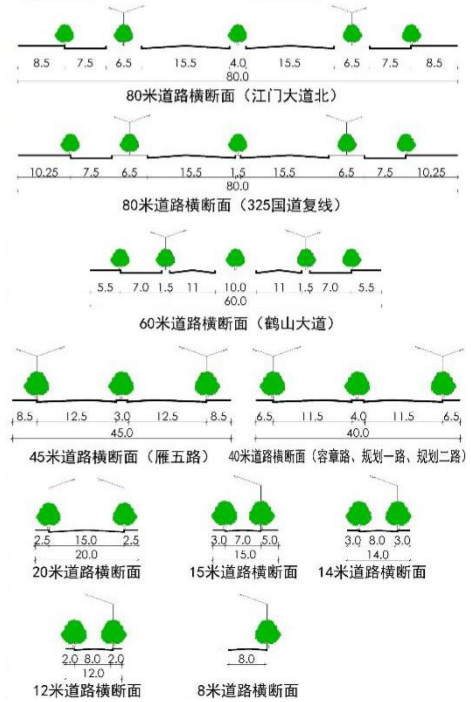 8.5 7.5 6.5 15.5 4.0 15.5 6.5 7.5 8.5
80.0
80米道路横断面（江门大道北）
10.25 7.5 6.5 15.5 1.5 15.5 6.5 7.5 10.25
80.0
80米道路横断面（325国道复线）
5.5 7.0 1.5 11 10.0 11 1.5 7.0 5.5
60.0
60米道路横断面（鹤山大道）
8.5 12.5 3.0 12.5 8.5
45.0
45米道路横断面（雁五路）
6.5 11.5 4.0 11.5 6.5
40.0
40米道路横断面（容章路、规划一路、规划二路）
2.5 15.0 2.5
20.0
20米道路横断面
3.0 7.0 5.0
15.0
15米道路横断面
3.0 8.0 3.0
14.0
14米道路横断面
2.0 8.0 2.0
12.0
12米道路横断面
8.0
8米道路横断面